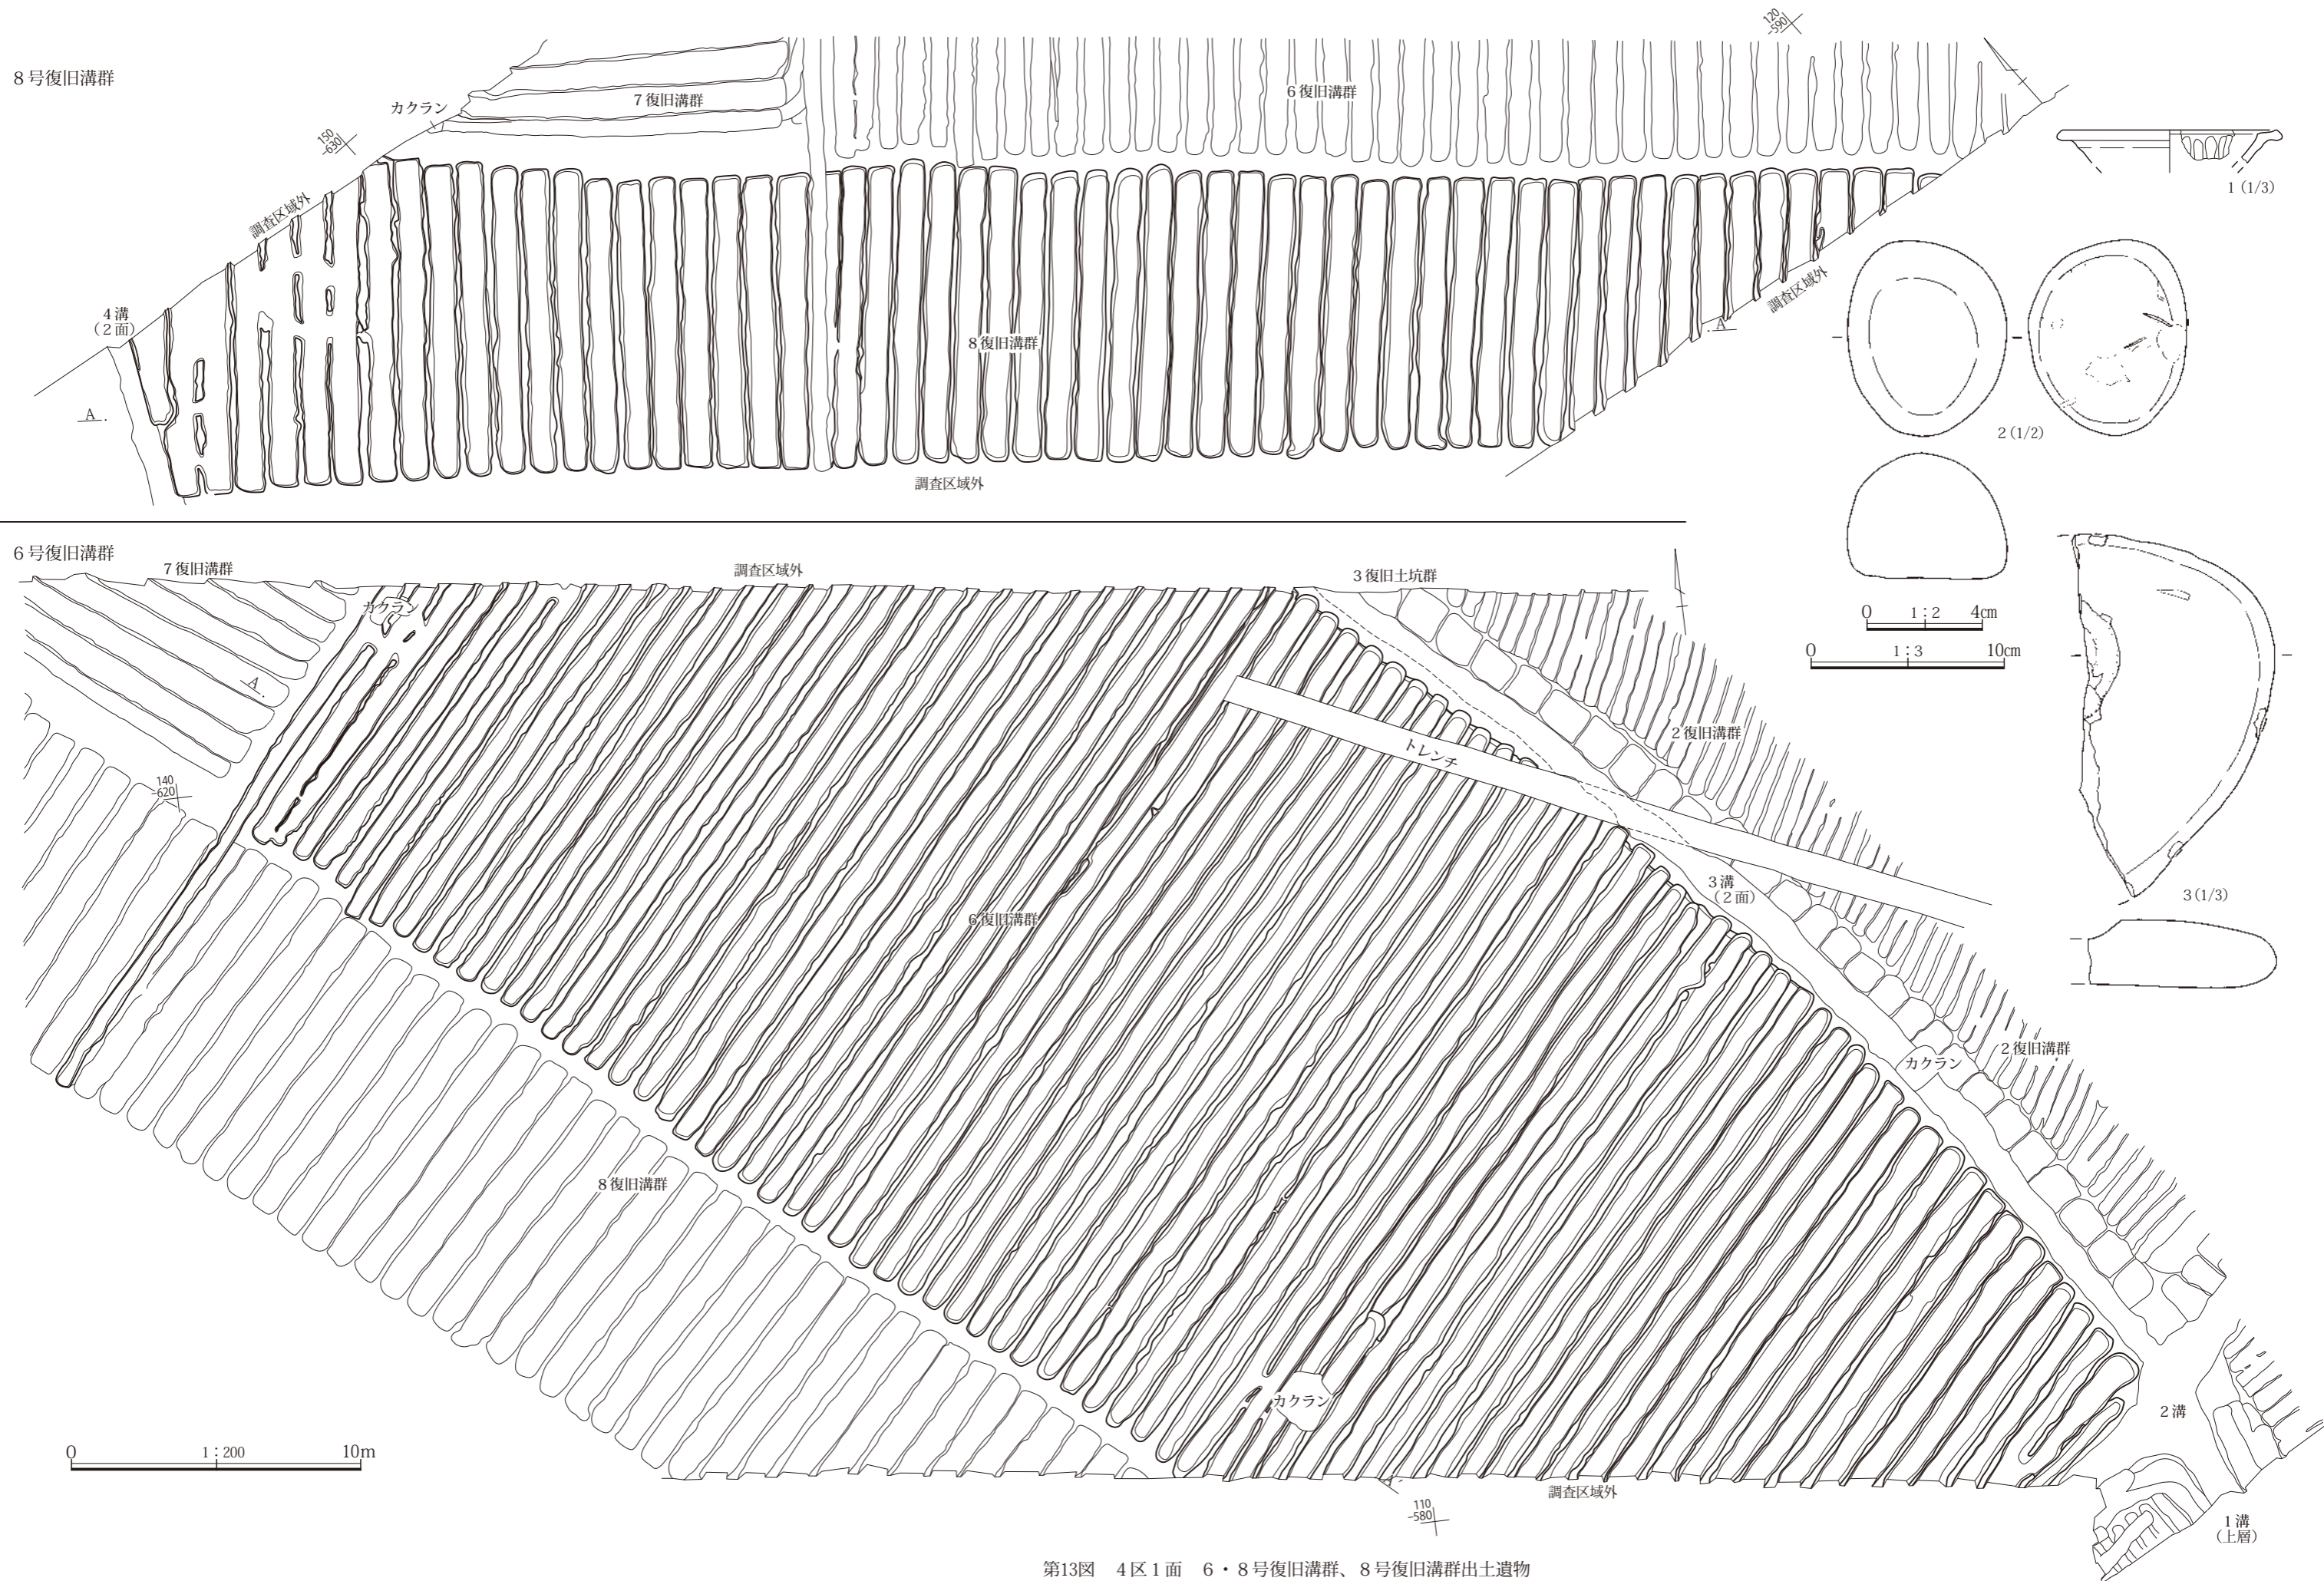 8号復旧溝群
カクラン
7復旧溝群
6復旧溝群
120
-590
150
-630
調査区域外
4溝
(2面)
A
8復旧溝群
A
調査区域外
調査区域外
1 (1/3)
2 (1/2)
0 1:2 4cm
0 1:3 10cm
3 (1/3)
6号復旧溝群
7復旧溝群
カクラン
調査区域外
3復旧土坑群
A
140
-620
2復旧溝群
トレンチ
3溝
(2面)
6復旧溝群
カクラン
2復旧溝群
8復旧溝群
カクラン
2溝
0 1:200 10m
A'
110
-580
調査区域外
1溝
(上層)
第13図 4区1面 6・8号復旧溝群、8号復旧溝群出土遺物